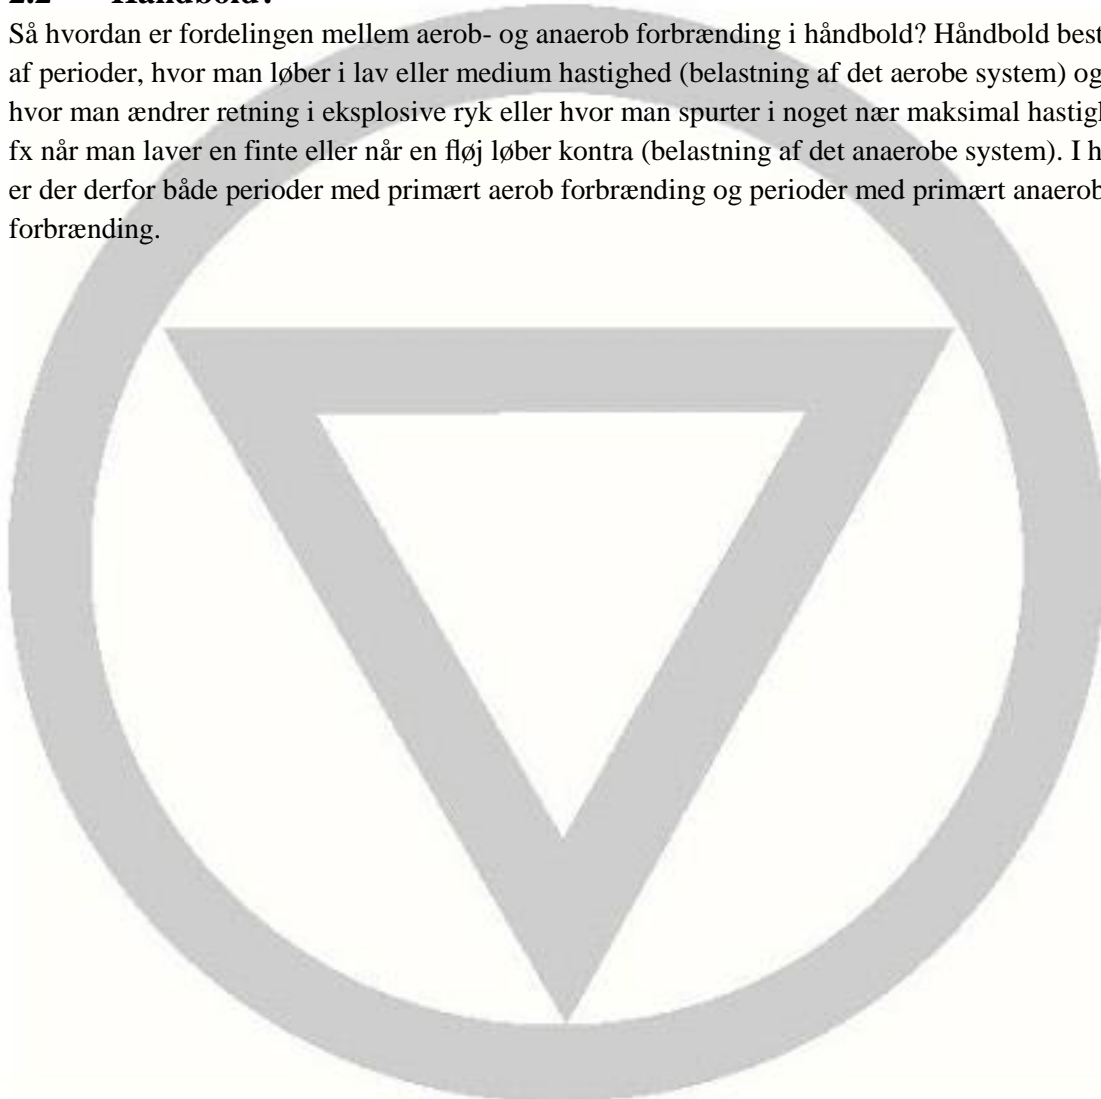 Så hvordan er fordelingen mellem aerob- og anaerob forbrænding i håndbold? Håndbold best
af perioder, hvor man løber i lav eller medium hastighed (belastning af det aerobe system) og
hvor man ændrer retning i eksplosive ryk eller hvor man spurter i noget nær maksimal hastigh
fx når man laver en finte eller når en fløj løber kontra (belastning af det anaerobe system). I h
er der derfor både perioder med primært aerob forbrænding og perioder med primært anaerob
forbrænding.